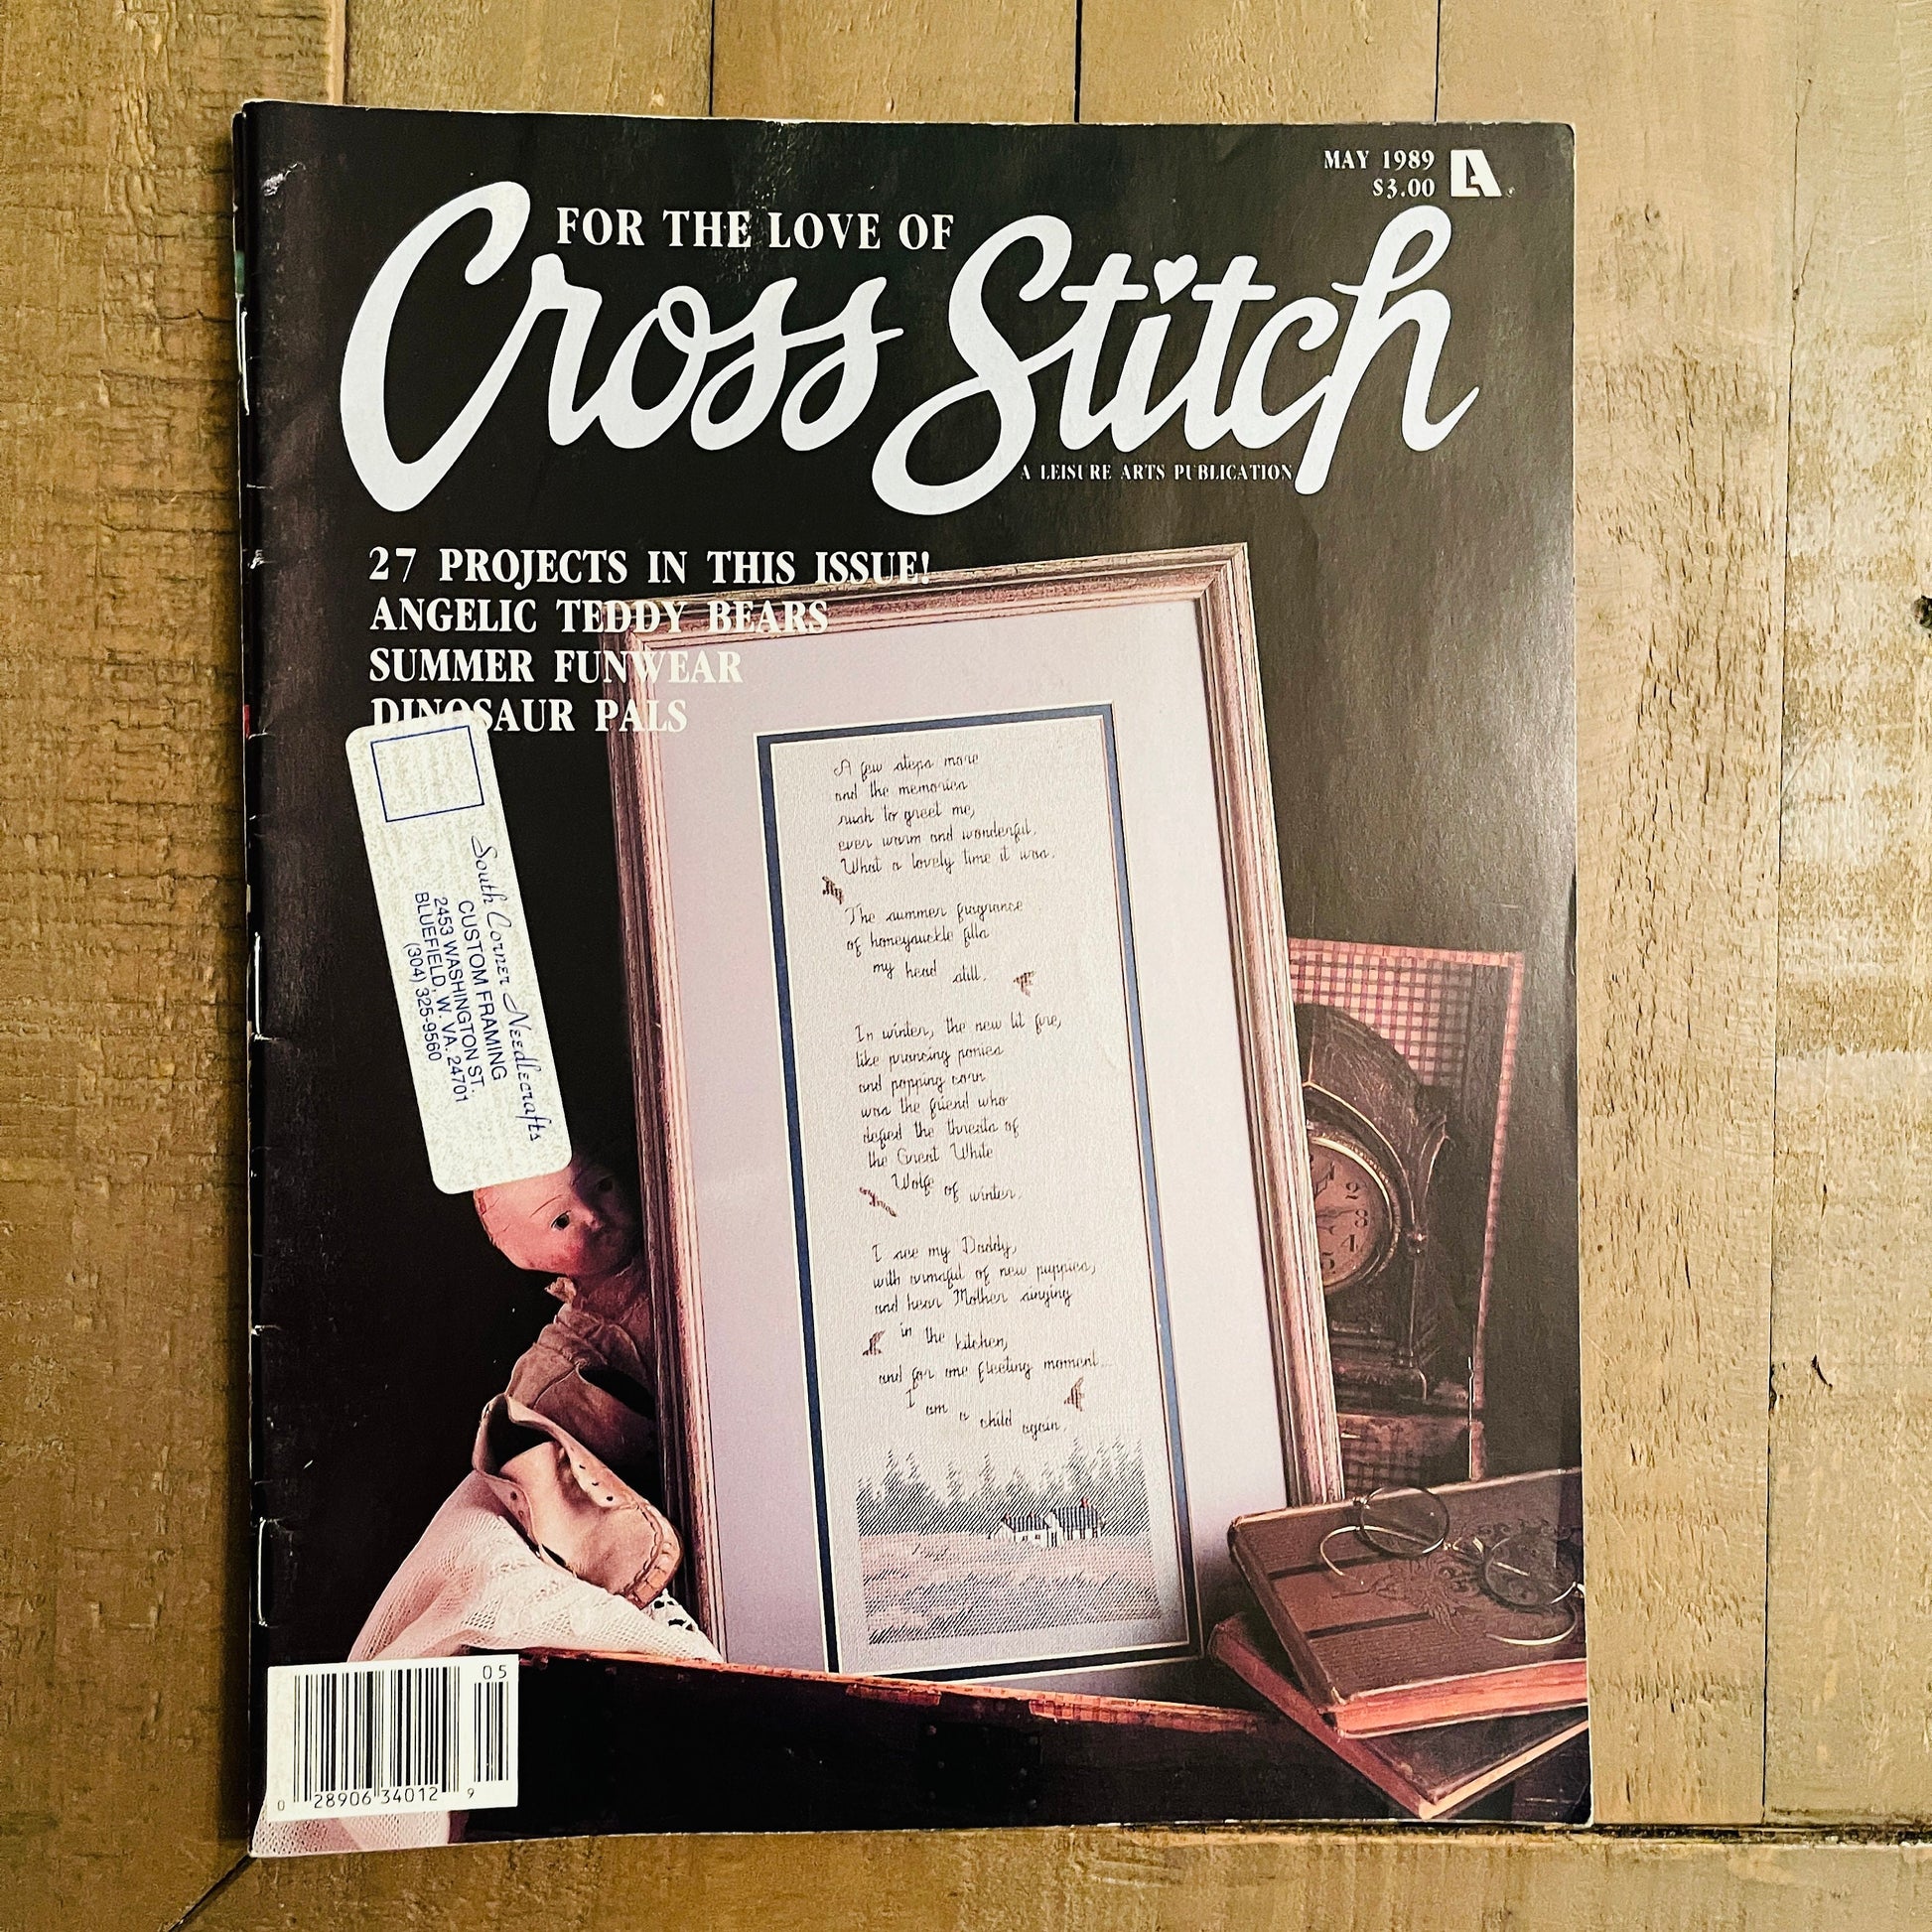 MAY 1989
$3.00
FOR THE LOVE OF
Cross Stitch
A LEISURE ARTS PUBLICATION
27 PROJECTS IN THIS ISSUE!
ANGELIC TEDDY BEARS
SUMMER FUNWEAR
DINOSAUR PALS
South Corner Needlecrafts
CUSTOM FRAMING
2453 WASHINGTON ST.
BLUEFIELD, W. VA. 24701
(304) 325-9560
A few steps more
and the memories
rush to greet me,
ever warm and wonderful.
What a lovely time it was.
The summer fragrance
of honeysuckle fills
my head still.
In winter, the new lit fire,
like prancing ponies
and popping corn
was the friend who
defied the threats of
the Great White
Wolfe of winter.
I see my Daddy,
with armsful of new puppies,
and hear Mother singing
in the kitchen,
and for one fleeting moment...
I am a child again.
2
3
4
5
05
0 28906 34012 9